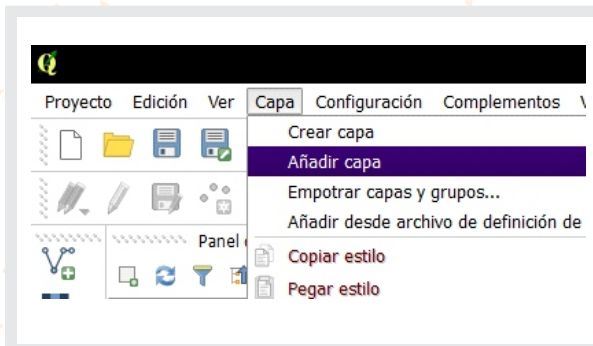 Proyecto Edición Ver Capa Configuración Complementos
Crear capa
Añadir capa
Empotrar capas y grupos...
Añadir desde archivo de definición de
Panel
Copiar estilo
Pegar estilo